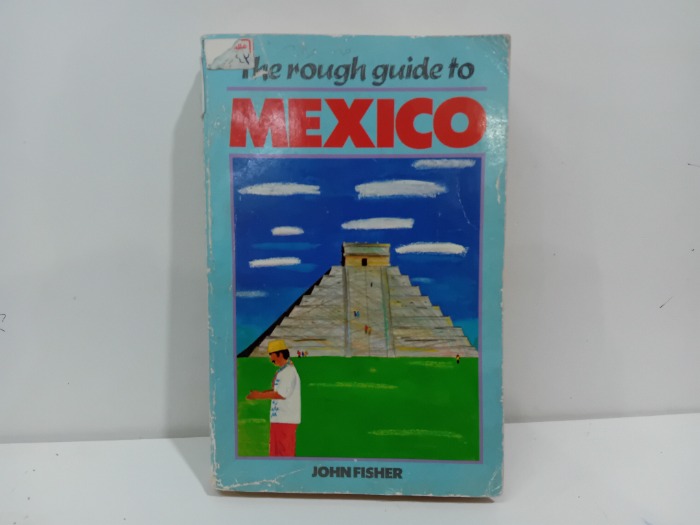 The rough guide to
MEXICO
JOHN FISHER